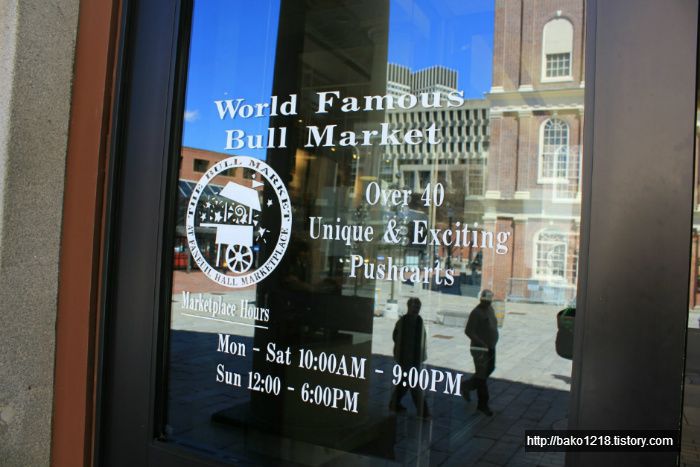 World Famous
Bull Market
THE BULL MARKET
AT FANEUIL HALL MARKETPLACE
Over 40
Unique & Exciting
Pushcarts
Marketplace Hours
Mon - Sat 10:00AM - 9:00PM
Sun 12:00 - 6:00PM
http://bako1218.tistory.com